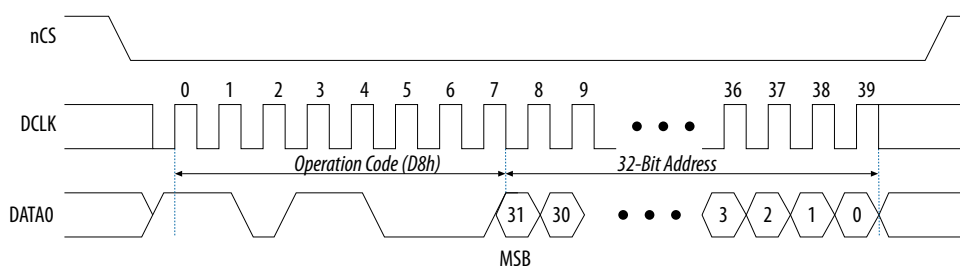 nCS
0 1 2 3 4 5 6 7 8 9 36 37 38 39
DCLK
Operation Code (D8h) 32-Bit Address
DATA0 31 30 3 2 1 0
MSB